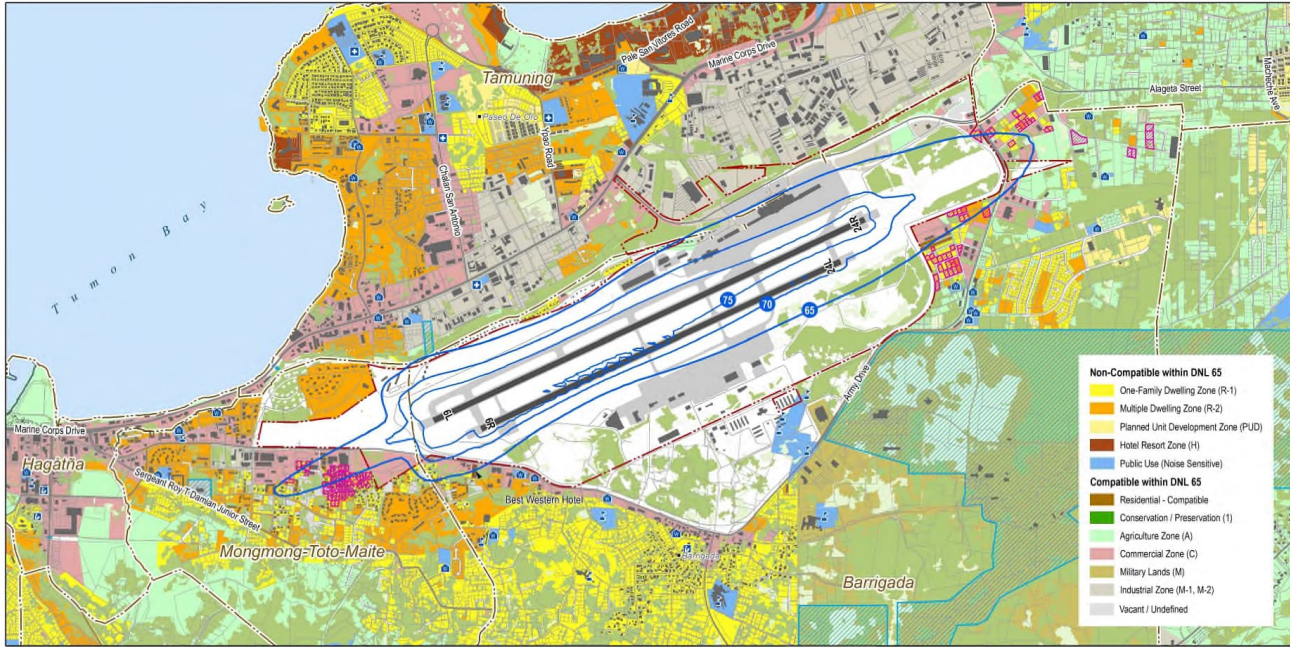 Tamuning
Pale San Vitores Road
Marine Corps Drive
Macheche Ave
Alageta Street
Paseo De Oro
Ypao Road
Chalan San Antonio
Tumon Bay
24R
24L
75
70
65
6L
6R
Marine Corps Drive
Hagåtña
Sergeant Roy T Damian Junior Street
Best Western Hotel
Army Drive
Mongmong-Toto-Maite
Barrigada
Barrigada
Non-Compatible within DNL 65
One-Family Dwelling Zone (R-1)
Multiple Dwelling Zone (R-2)
Planned Unit Development Zone (PUD)
Hotel Resort Zone (H)
Public Use (Noise Sensitive)
Compatible within DNL 65
Residential - Compatible
Conservation / Preservation (1)
Agriculture Zone (A)
Commercial Zone (C)
Military Lands (M)
Industrial Zone (M-1, M-2)
Vacant / Undefined